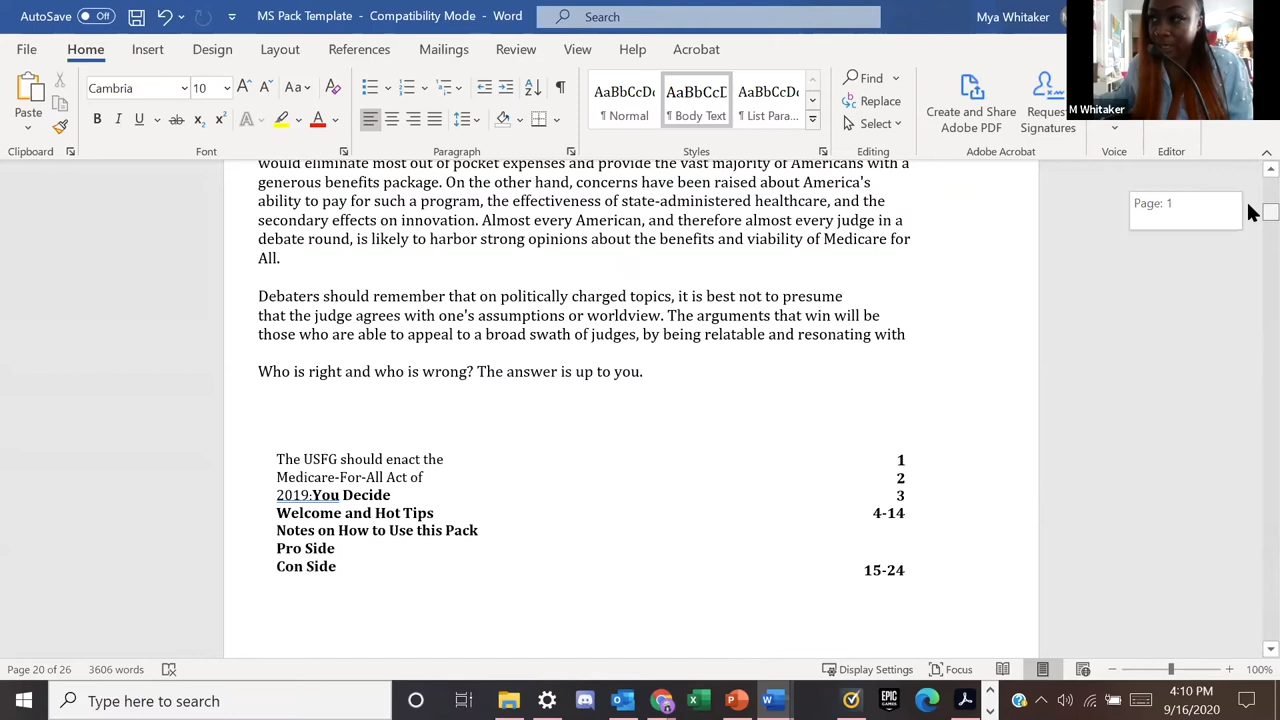 AutoSave Off MS Pack Template - Compatibility Mode - Word Search Mya Whitaker
File Home Insert Design Layout References Mailings Review View Help Acrobat
Paste
Clipboard
Cambria 10 Aa
B I U ab x₂ x² A A
Font
Paragraph
AaBbCcDc AaBbCcD AaBbCcDc
¶ Normal ¶ Body Text ¶ List Para...
Styles
Find
Replace
Select
Editing
Create and Share
Adobe PDF
Request
Signatures
Adobe Acrobat
Voice
Editor
M Whitaker
would eliminate most out of pocket expenses and provide the vast majority of Americans with a
generous benefits package. On the other hand, concerns have been raised about America's
ability to pay for such a program, the effectiveness of state-administered healthcare, and the
secondary effects on innovation. Almost every American, and therefore almost every judge in a
debate round, is likely to harbor strong opinions about the benefits and viability of Medicare for
All.
Page: 1
Debaters should remember that on politically charged topics, it is best not to presume
that the judge agrees with one's assumptions or worldview. The arguments that win will be
those who are able to appeal to a broad swath of judges, by being relatable and resonating with
Who is right and who is wrong? The answer is up to you.
The USFG should enact the 1
Medicare-For-All Act of 2
2019:You Decide 3
Welcome and Hot Tips 4-14
Notes on How to Use this Pack
Pro Side
Con Side 15-24
Page 20 of 26 3606 words Display Settings Focus 100%
Type here to search
EPIC GAMES
4:10 PM
9/16/2020